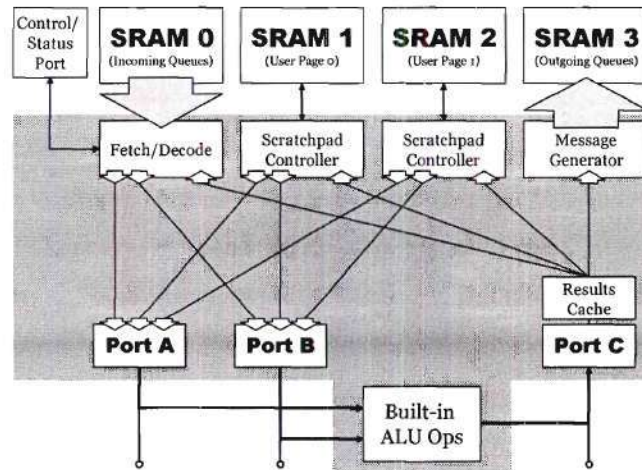 Control/
Status
Port
SRAM 0
(Incoming Queues)
SRAM 1
(User Page 0)
SRAM 2
(User Page 1)
SRAM 3
(Outgoing Queues)
Fetch/Decode
Scratchpad
Controller
Scratchpad
Controller
Message
Generator
Results
Cache
Port A
Port B
Port C
Built-in
ALU Ops